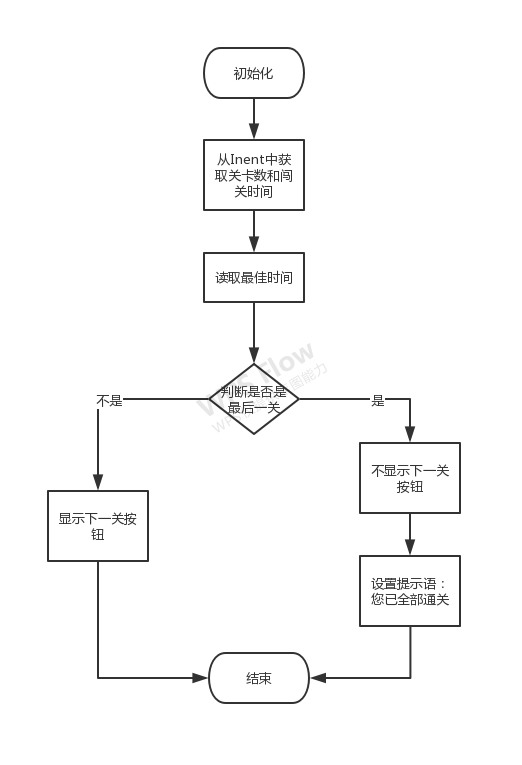 初始化
从Inent中获
取关卡数和闯
关时间
读取最佳时间
判断是否是
最后一关
不是
是
不显示下一关
按钮
显示下一关按
钮
设置提示语：
您已全部通关
结束